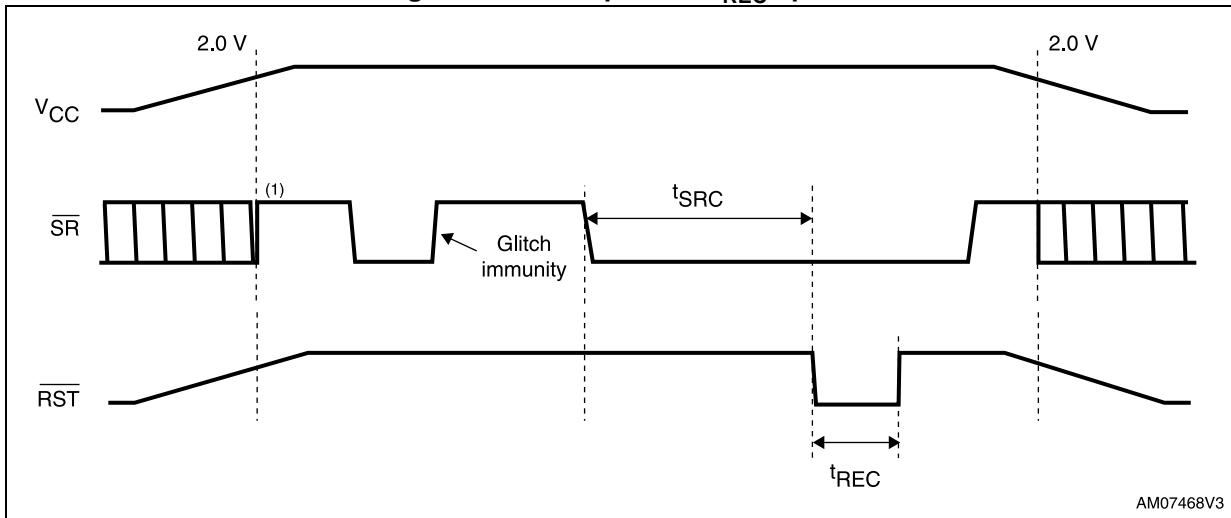 2.0 V
2.0 V
VCC
(1)
tSRC
SR
Glitch
immunity
RST
tREC
AM07468V3